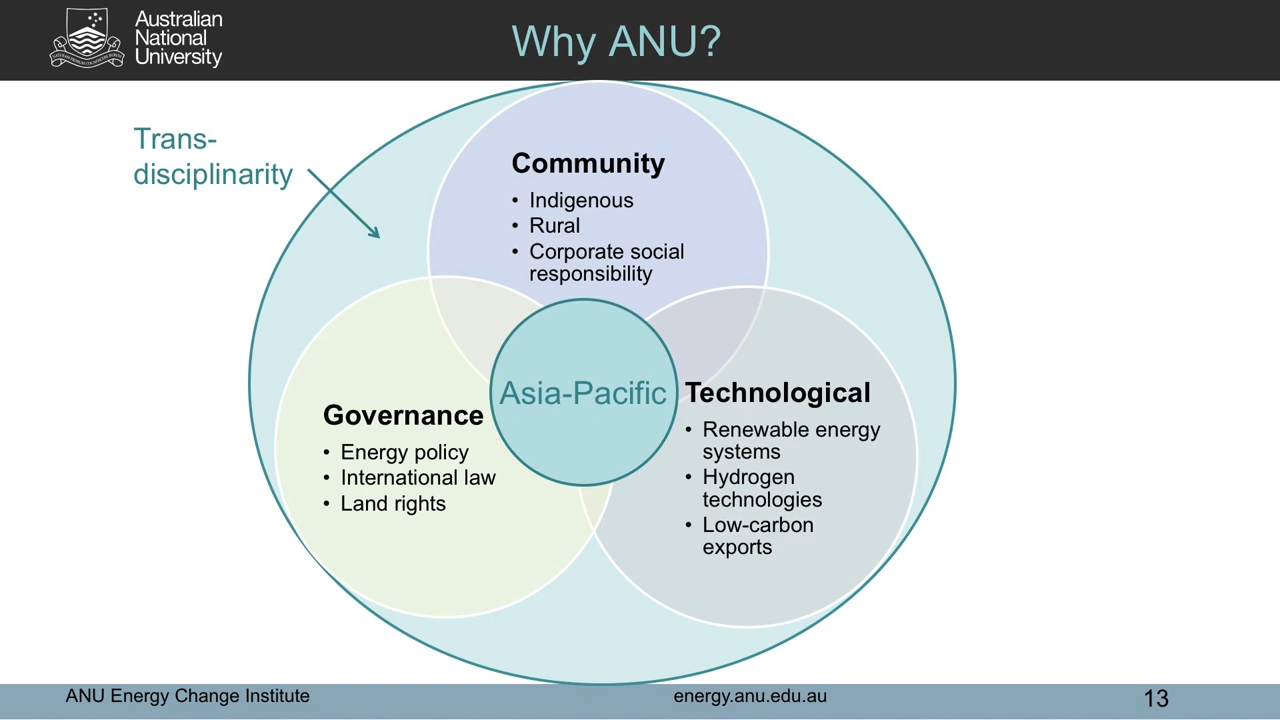 Australian
National
University
Why ANU?
Trans-
disciplinarity
Community
• Indigenous
• Rural
• Corporate social
responsibility
Asia-Pacific
Governance
• Energy policy
• International law
• Land rights
Technological
• Renewable energy
systems
• Hydrogen
technologies
• Low-carbon
exports
ANU Energy Change Institute
energy.anu.edu.au
13